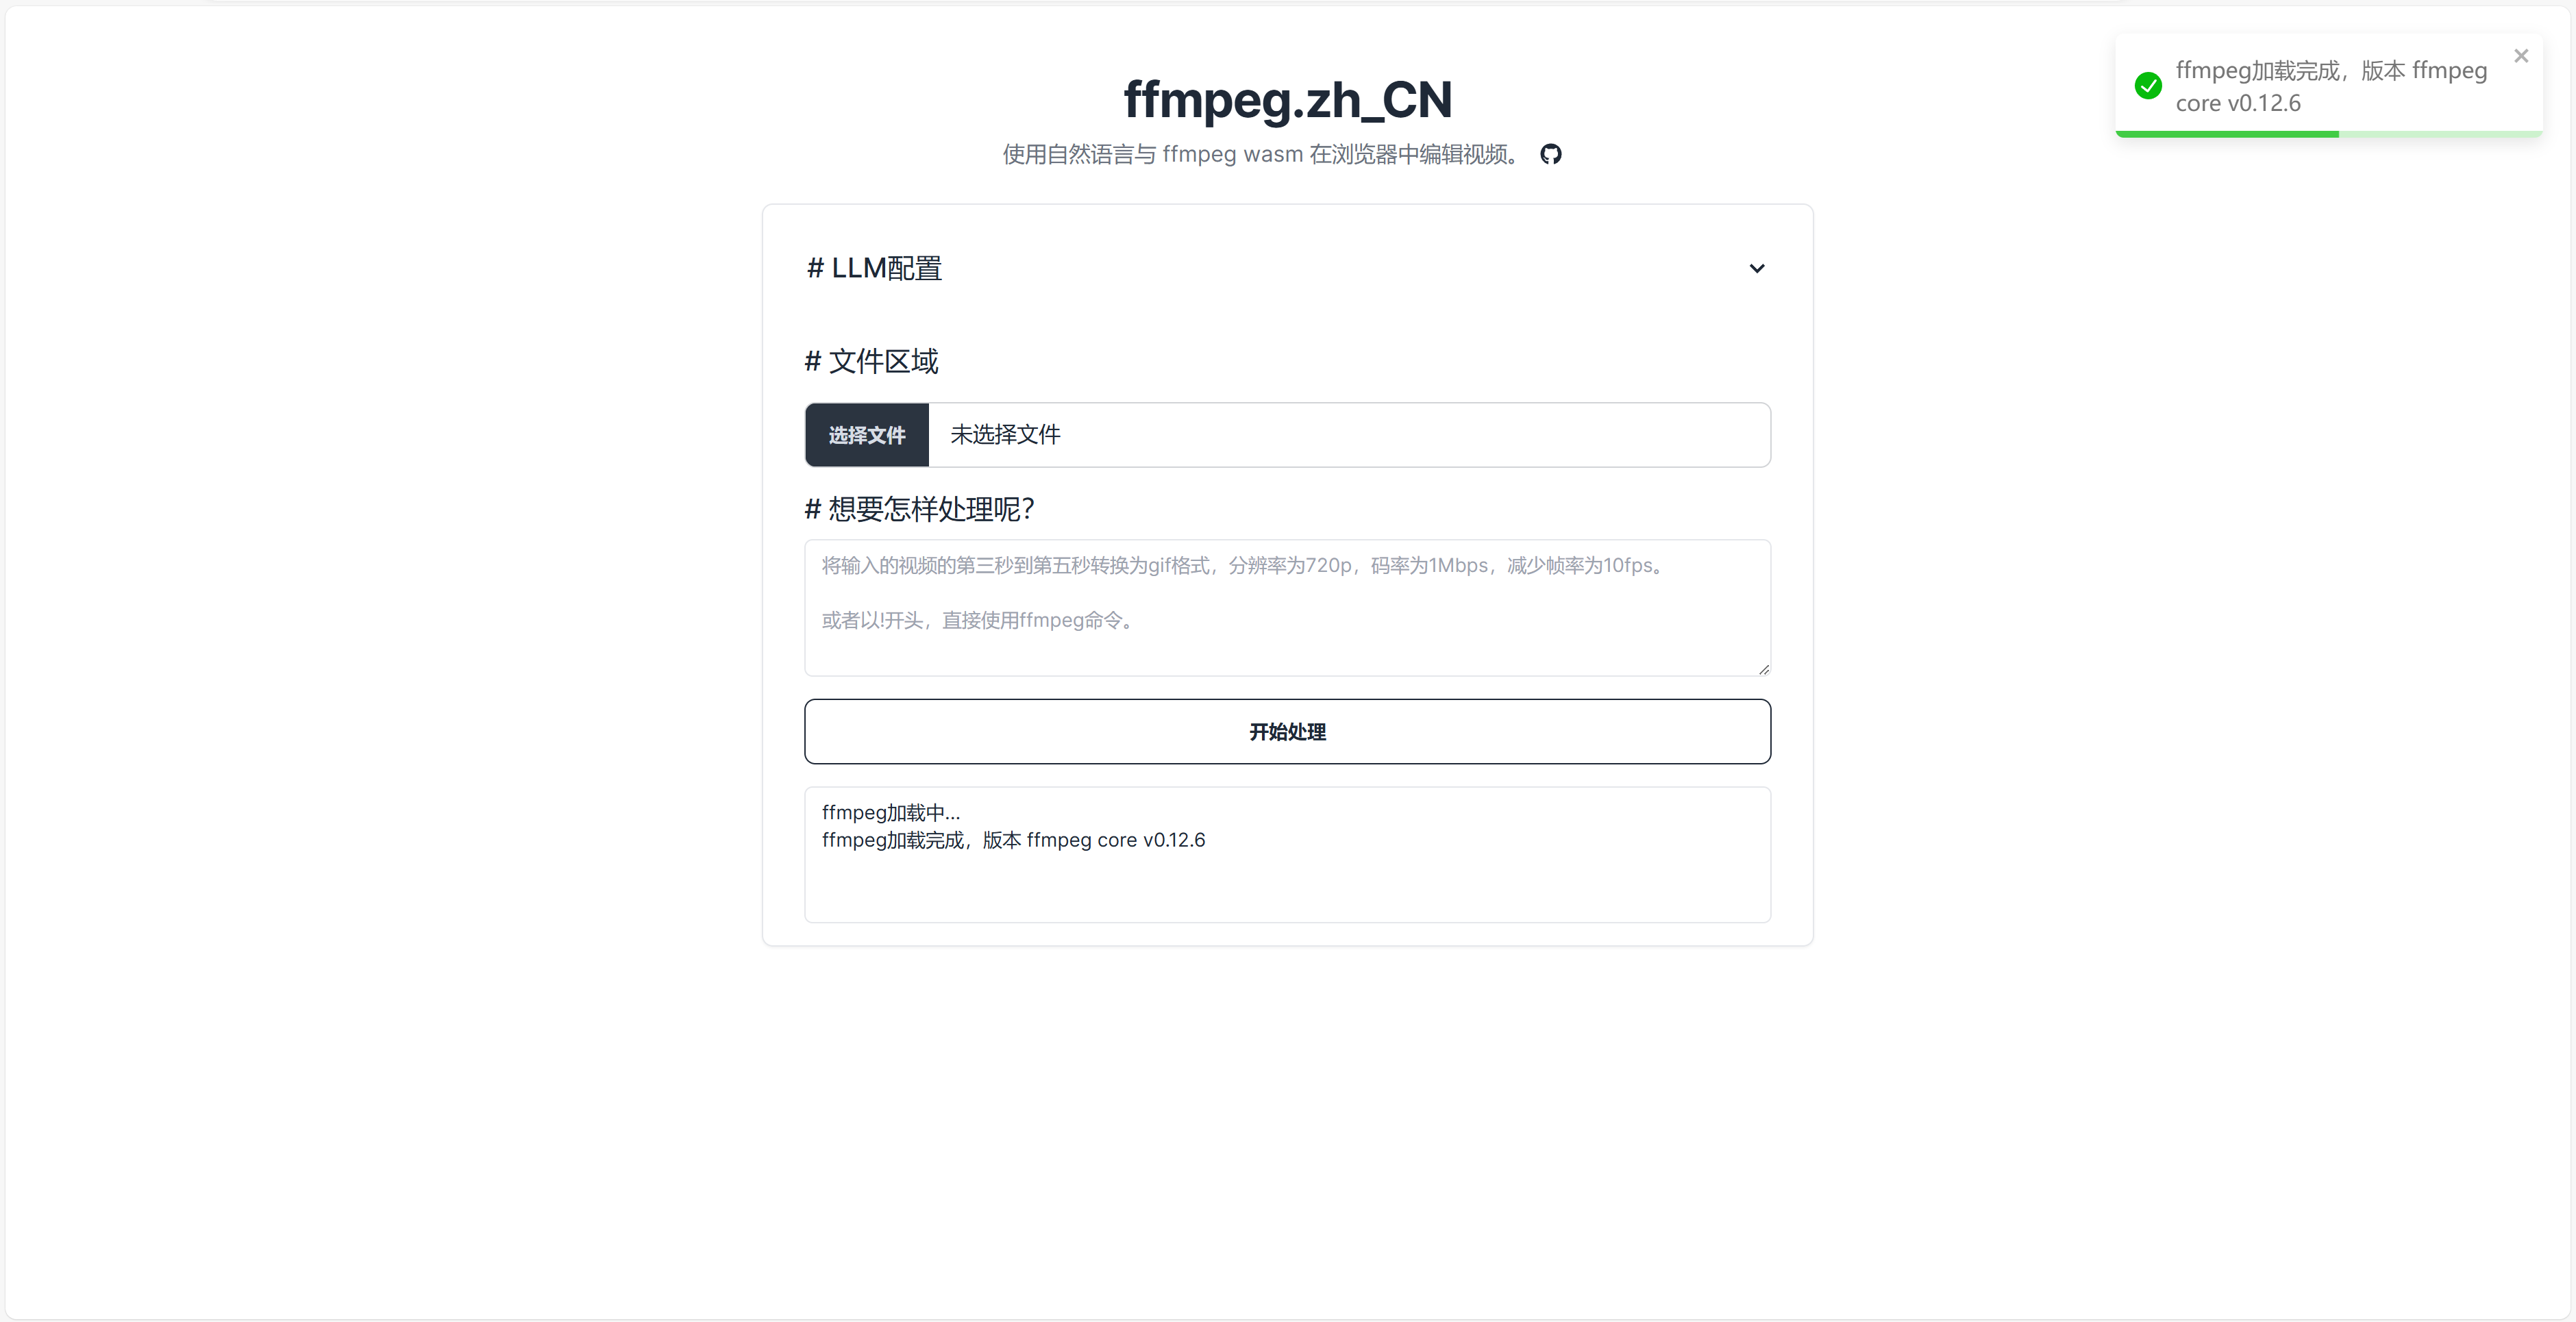 ffmpeg加载完成，版本 ffmpeg
core v0.12.6
ffmpeg.zh_CN
使用自然语言与 ffmpeg wasm 在浏览器中编辑视频。
# LLM配置
# 文件区域
选择文件 未选择文件
# 想要怎样处理呢？
将输入的视频的第三秒到第五秒转换为gif格式，分辨率为720p，码率为1Mbps，减少帧率为10fps。
或者以!开头，直接使用ffmpeg命令。
开始处理
ffmpeg加载中...
ffmpeg加载完成，版本 ffmpeg core v0.12.6